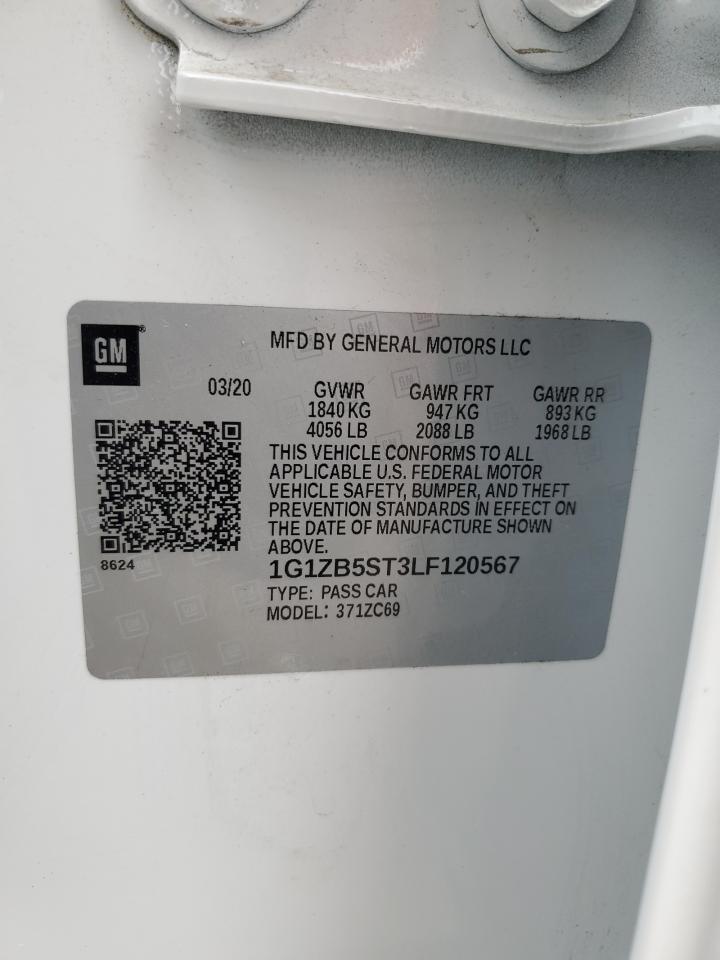 GM®
MFD BY GENERAL MOTORS LLC
03/20 GVWR GAWR FRT GAWR RR
1840 KG 947 KG 893 KG
4056 LB 2088 LB 1968 LB
THIS VEHICLE CONFORMS TO ALL
APPLICABLE U.S. FEDERAL MOTOR
VEHICLE SAFETY, BUMPER, AND THEFT
PREVENTION STANDARDS IN EFFECT ON
THE DATE OF MANUFACTURE SHOWN
ABOVE.
8624
1G1ZB5ST3LF120567
TYPE: PASS CAR
MODEL: 371ZC69